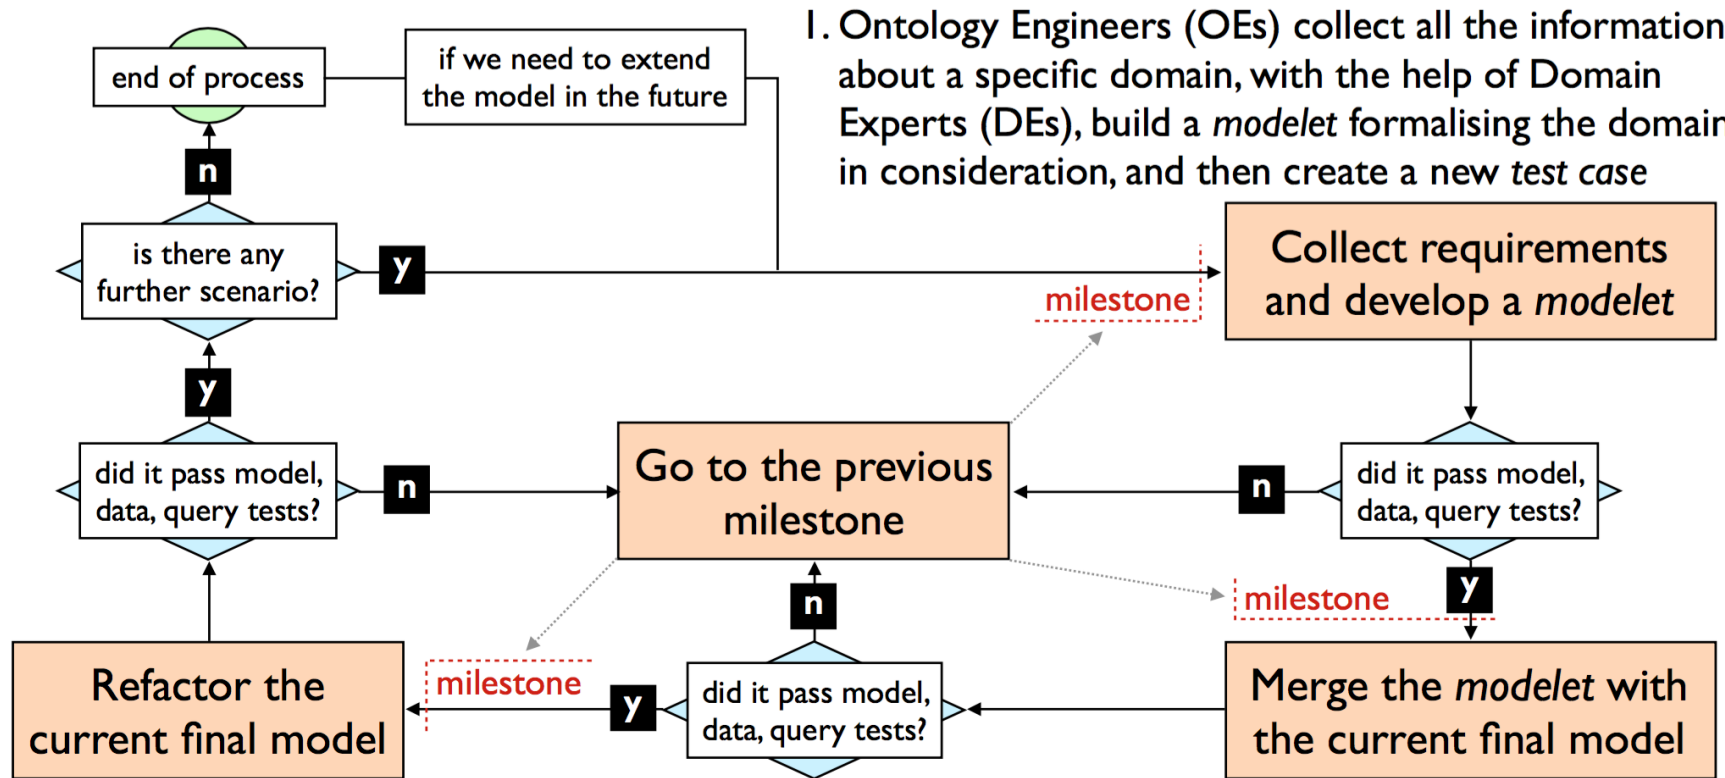 1. Ontology Engineers (OEs) collect all the information
about a specific domain, with the help of Domain
Experts (DEs), build a modelet formalising the domain
in consideration, and then create a new test case
end of process
if we need to extend
the model in the future
n
is there any
further scenario?
y
milestone
Collect requirements
and develop a modelet
y
did it pass model,
data, query tests?
n
Go to the previous
milestone
n
did it pass model,
data, query tests?
n
milestone
y
Refactor the
current final model
milestone
y
did it pass model,
data, query tests?
Merge the modelet with
the current final model